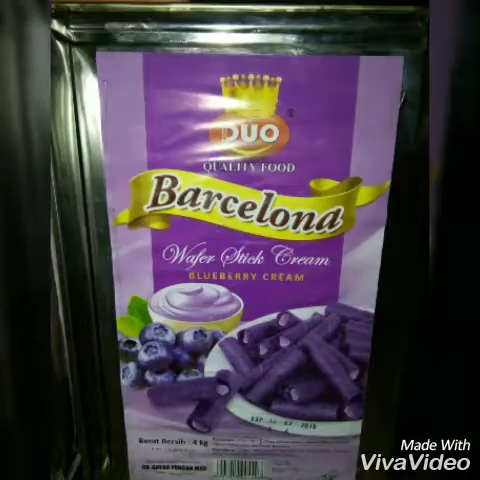 DUO
®
QUALITY FOOD
Barcelona
Wafer Stick Cream
BLUEBERRY CREAM
Berat Bersih : 4 kg
Made With
VivaVideo